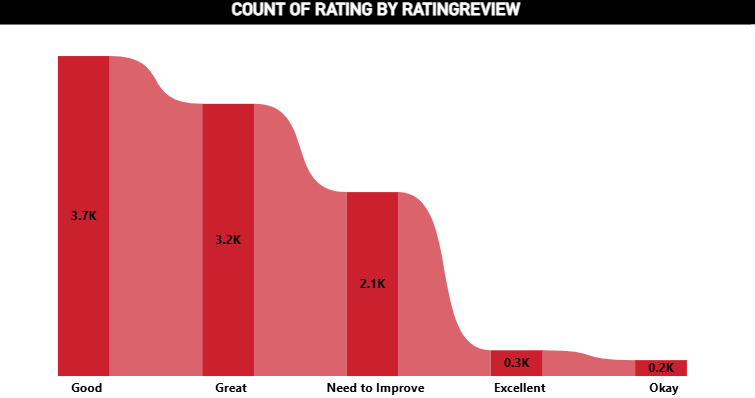 COUNT OF RATING BY RATINGREVIEW
3.7K
3.2K
2.1K
0.3K
0.2K
Good Great Need to Improve Excellent Okay